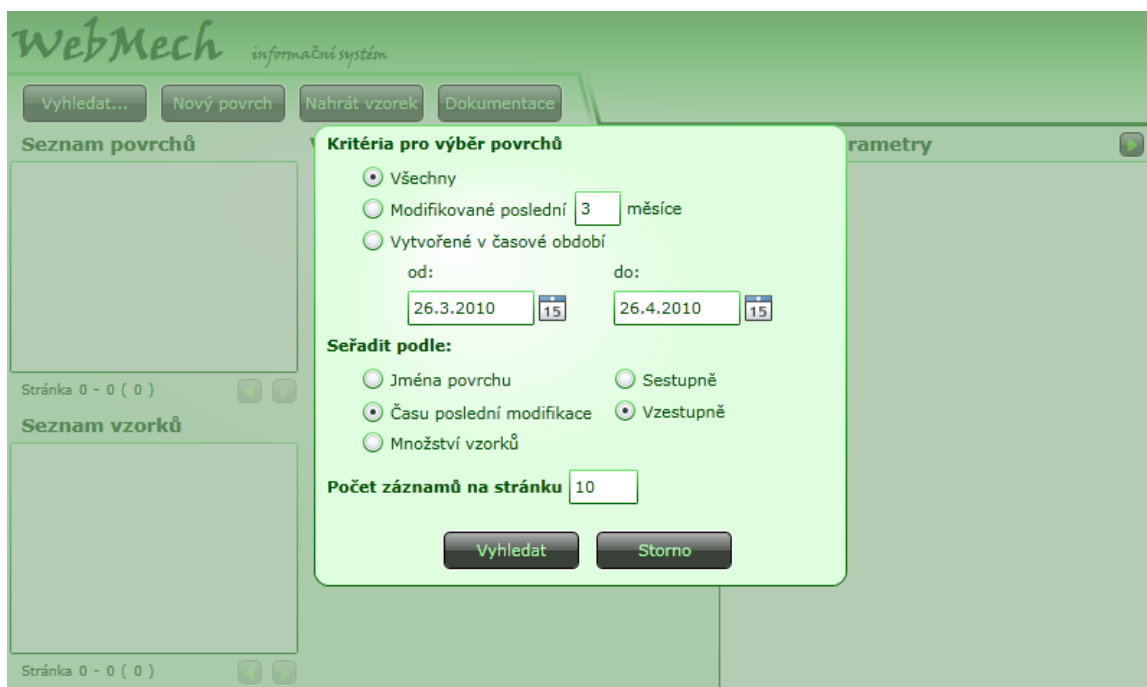 WebMech informační systém
Vyhledat... Nový povrch Nahrát vzorek Dokumentace
Seznam povrchů
Stránka 0 - 0 ( 0 )
Seznam vzorků
Stránka 0 - 0 ( 0 )
Kritéria pro výběr povrchů
Všechny
Modifikované poslední 3 měsíce
Vytvořené v časové období
od: do:
26.3.2010 15 26.4.2010 15
Seřadit podle:
Jména povrchu Sestupně
Času poslední modifikace Vzestupně
Množství vzorků
Počet záznamů na stránku 10
Vyhledat Storno
rametry